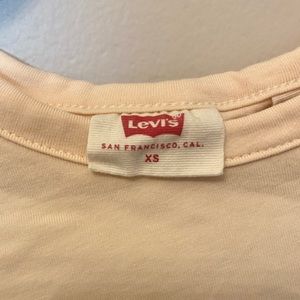 Levi's
SAN FRANCISCO, CAL.
XS